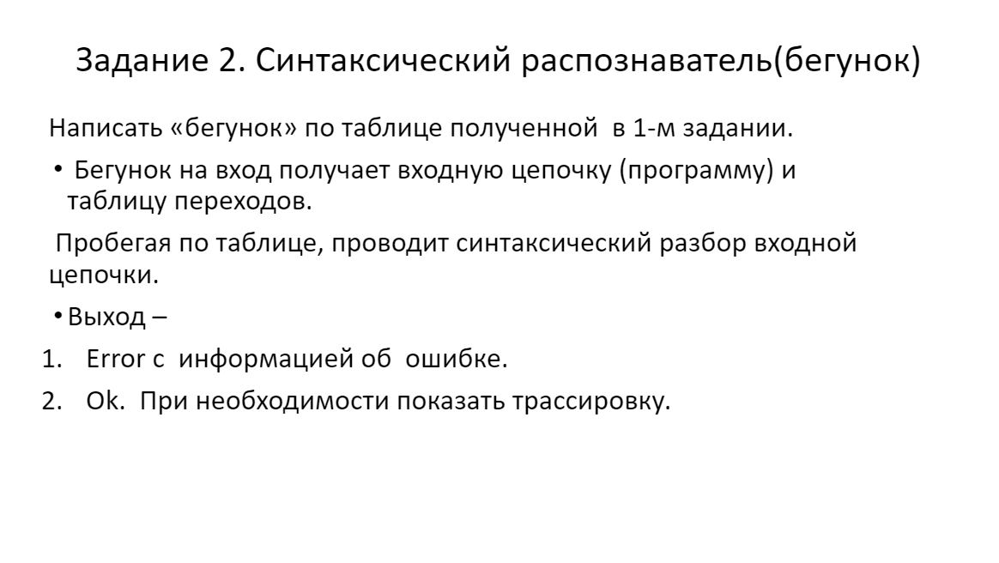 Задание 2. Синтаксический распознаватель(бегунок)
Написать «бегунок» по таблице полученной  в 1-м задании.
• Бегунок на вход получает входную цепочку (программу) и
таблицу переходов.
Пробегая по таблице, проводит синтаксический разбор входной
цепочки.
•Выход –
1. Error с  информацией об  ошибке.
2. Ok.  При необходимости показать трассировку.